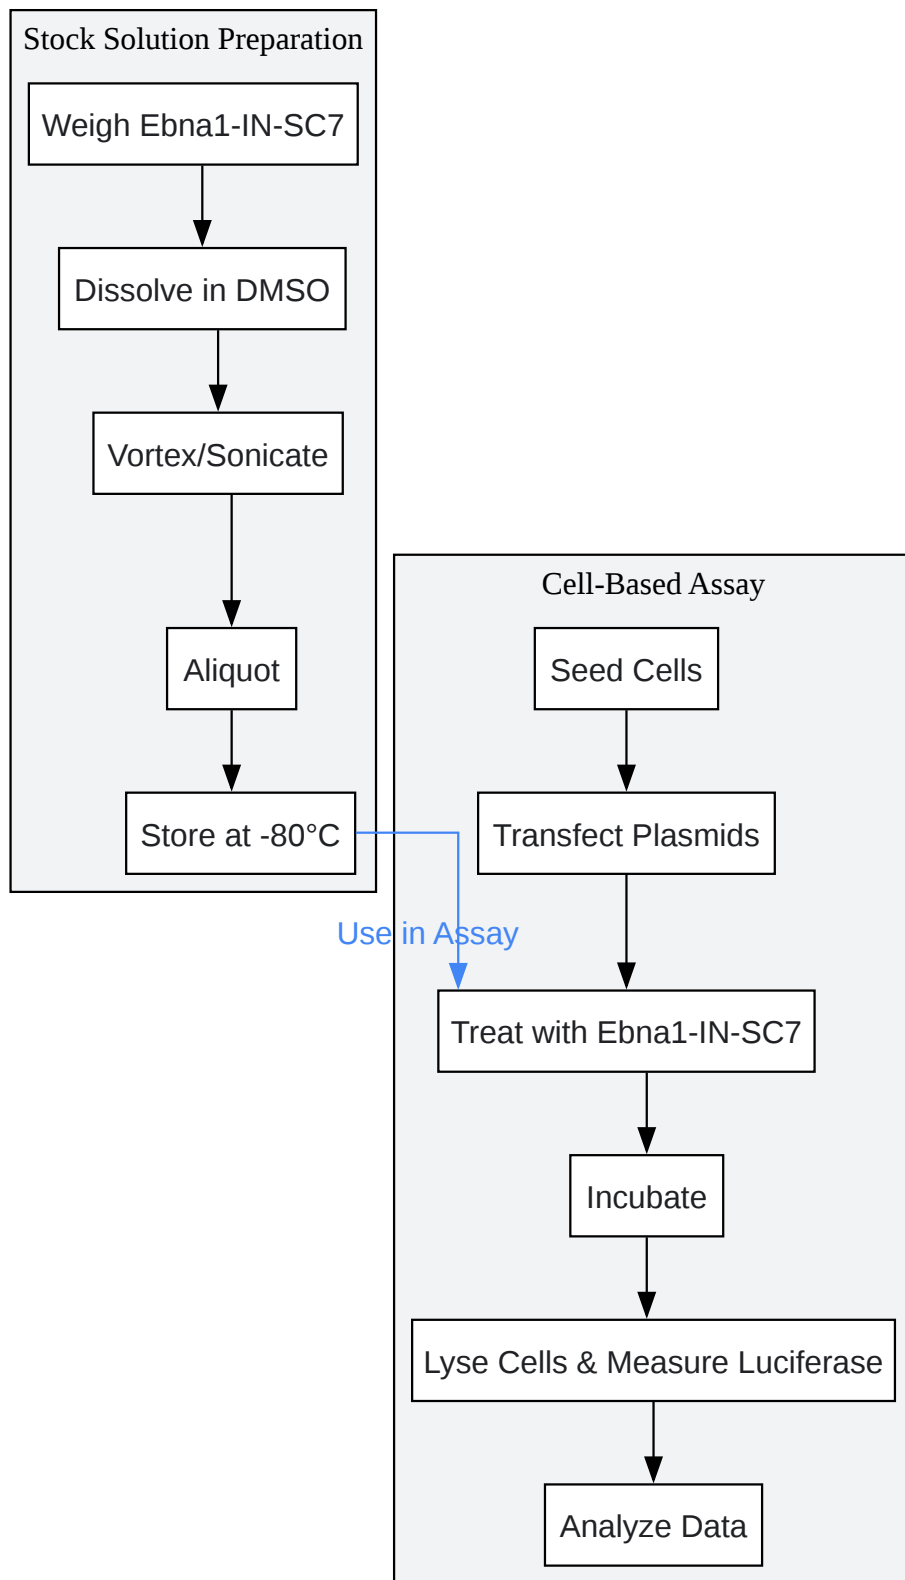 Stock Solution Preparation
Weigh Ebna1-IN-SC7
Dissolve in DMSO
Vortex/Sonicate
Aliquot
Store at -80°C
Use in Assay
Cell-Based Assay
Seed Cells
Transfect Plasmids
Treat with Ebna1-IN-SC7
Incubate
Lyse Cells & Measure Luciferase
Analyze Data